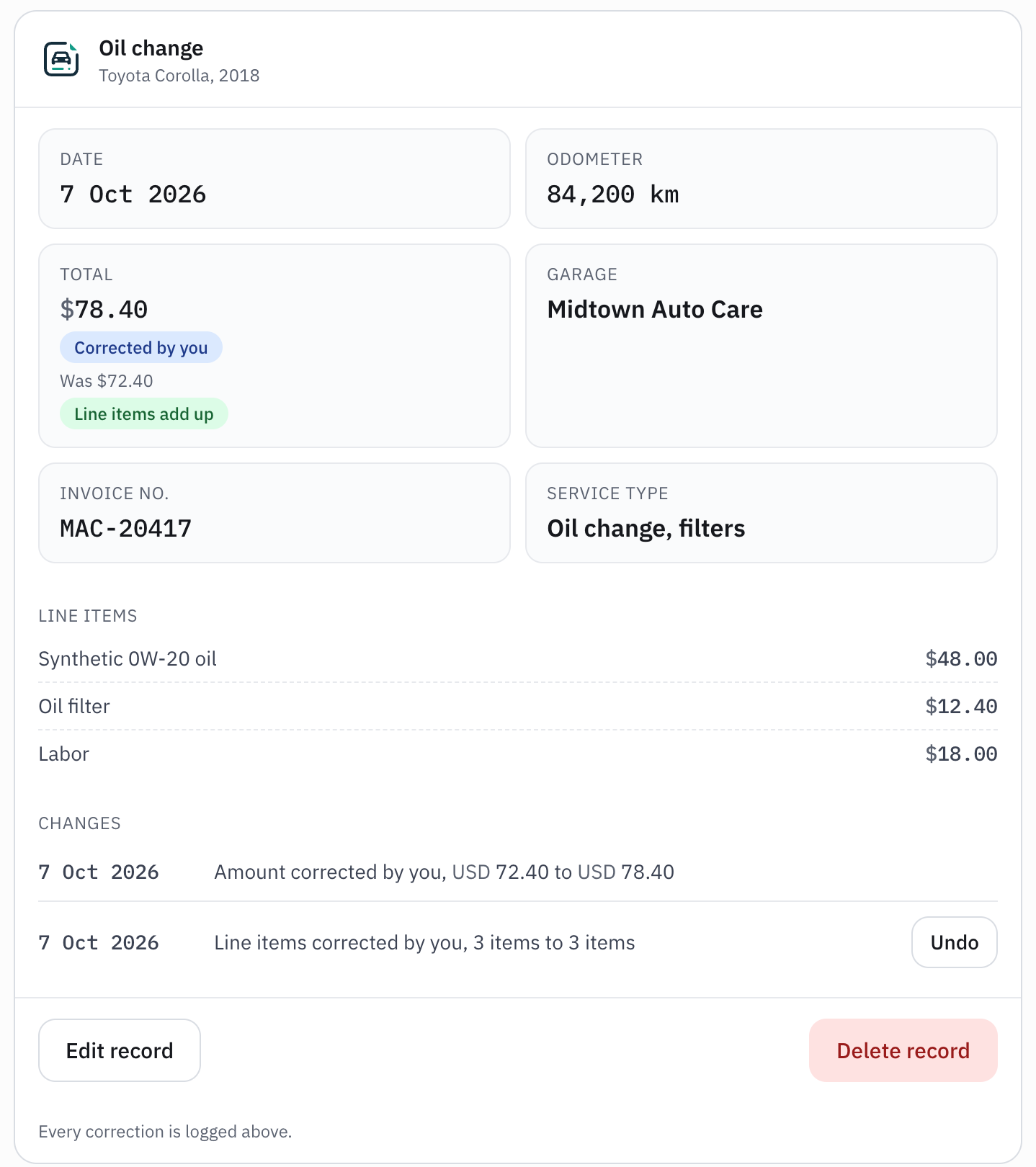 Oil change
Toyota Corolla, 2018
DATE
7 Oct 2026
ODOMETER
84,200 km
TOTAL
$78.40
Corrected by you
Was $72.40
Line items add up
GARAGE
Midtown Auto Care
INVOICE NO.
MAC-20417
SERVICE TYPE
Oil change, filters
LINE ITEMS
Synthetic 0W-20 oil $48.00
Oil filter $12.40
Labor $18.00
CHANGES
7 Oct 2026 Amount corrected by you, USD 72.40 to USD 78.40
7 Oct 2026 Line items corrected by you, 3 items to 3 items Undo
Edit record Delete record
Every correction is logged above.